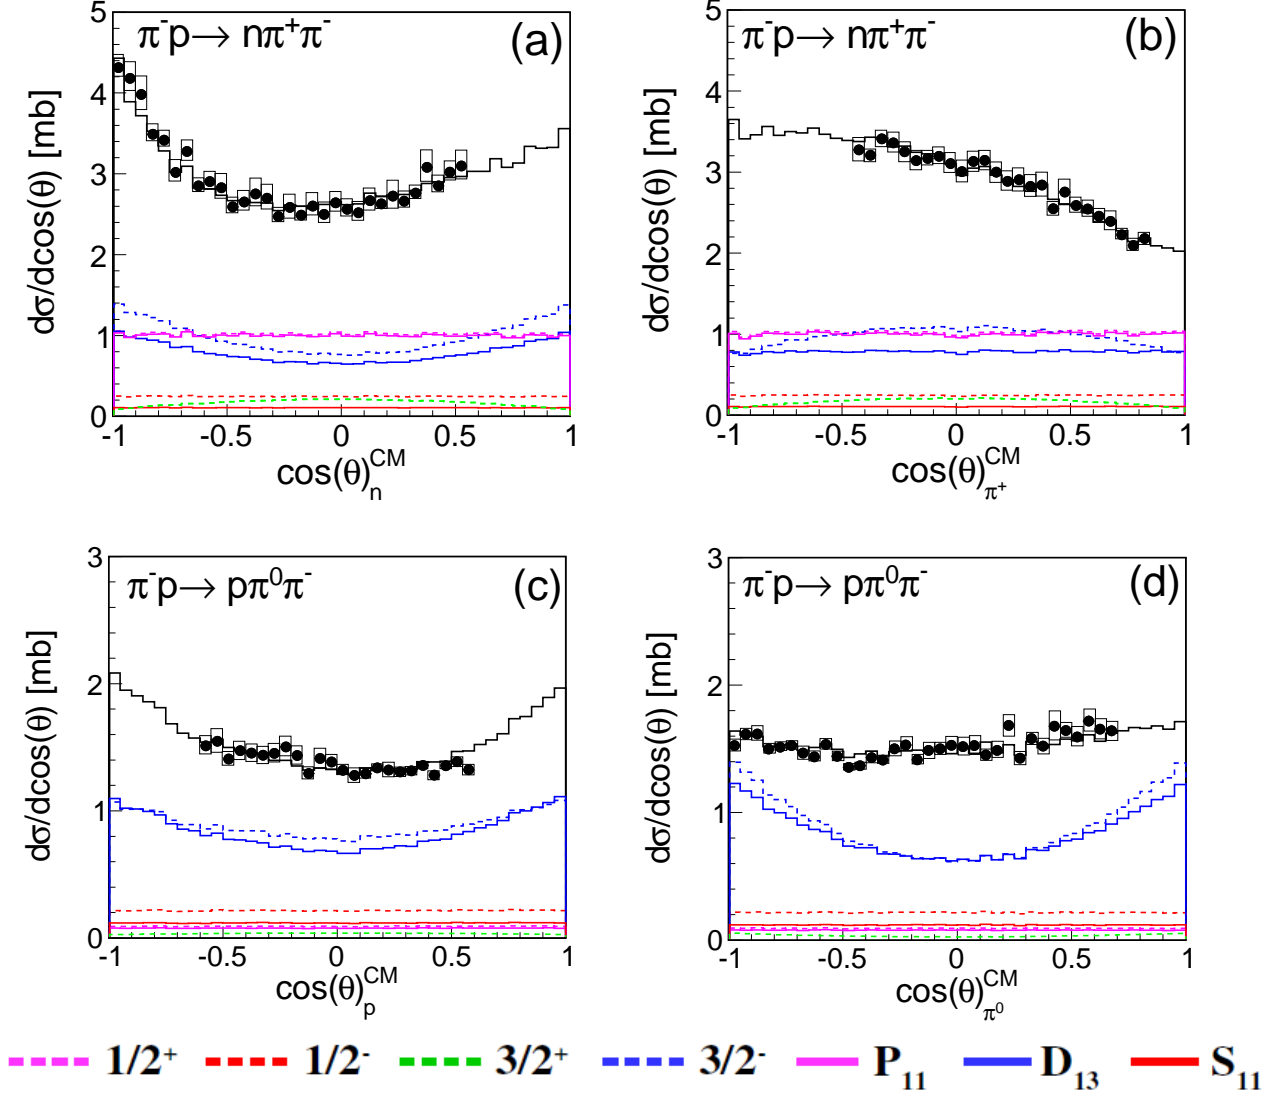 π⁻p→ nπ⁺π⁻ (a)
dσ/dcos(θ) [mb]
5
4
3
2
1
0
-1 -0.5 0 0.5 1
cos(θ)ₙᶜᴹ
π⁻p→ nπ⁺π⁻ (b)
dσ/dcos(θ) [mb]
5
4
3
2
1
0
-1 -0.5 0 0.5 1
cos(θ)^CM_π⁺
π⁻p→ pπ⁰π⁻ (c)
dσ/dcos(θ) [mb]
3
2
1
0
-1 -0.5 0 0.5 1
cos(θ)^CM_p
π⁻p→ pπ⁰π⁻ (d)
dσ/dcos(θ) [mb]
3
2
1
0
-1 -0.5 0 0.5 1
cos(θ)^CM_π⁰
1/2⁺ 1/2⁻ 3/2⁺ 3/2⁻ P₁₁ D₁₃ S₁₁